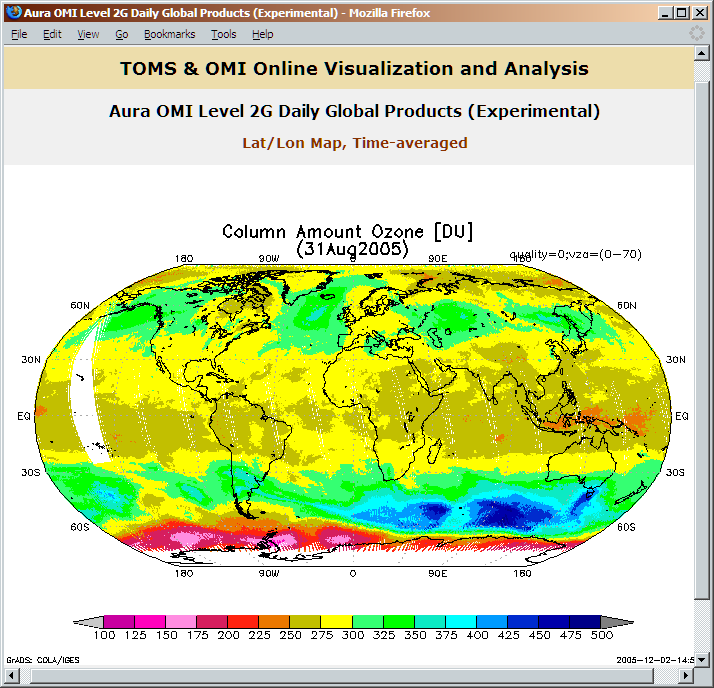 Aura OMI Level 2G Daily Global Products (Experimental) - Mozilla Firefox
File Edit View Go Bookmarks Tools Help
TOMS & OMI Online Visualization and Analysis
Aura OMI Level 2G Daily Global Products (Experimental)
Lat/Lon Map, Time-averaged
Column Amount Ozone [DU]
(31Aug2005)
quality=0;vza=(0-70)
180 90W 0 90E 180
60N 60N
30N 30N
EQ EQ
30S 30S
60S 60S
180 90W 0 90E 180
100 125 150 175 200 225 250 275 300 325 350 375 400 425 450 475 500
GrADS: COLA/IGES 2005-12-02-14:5